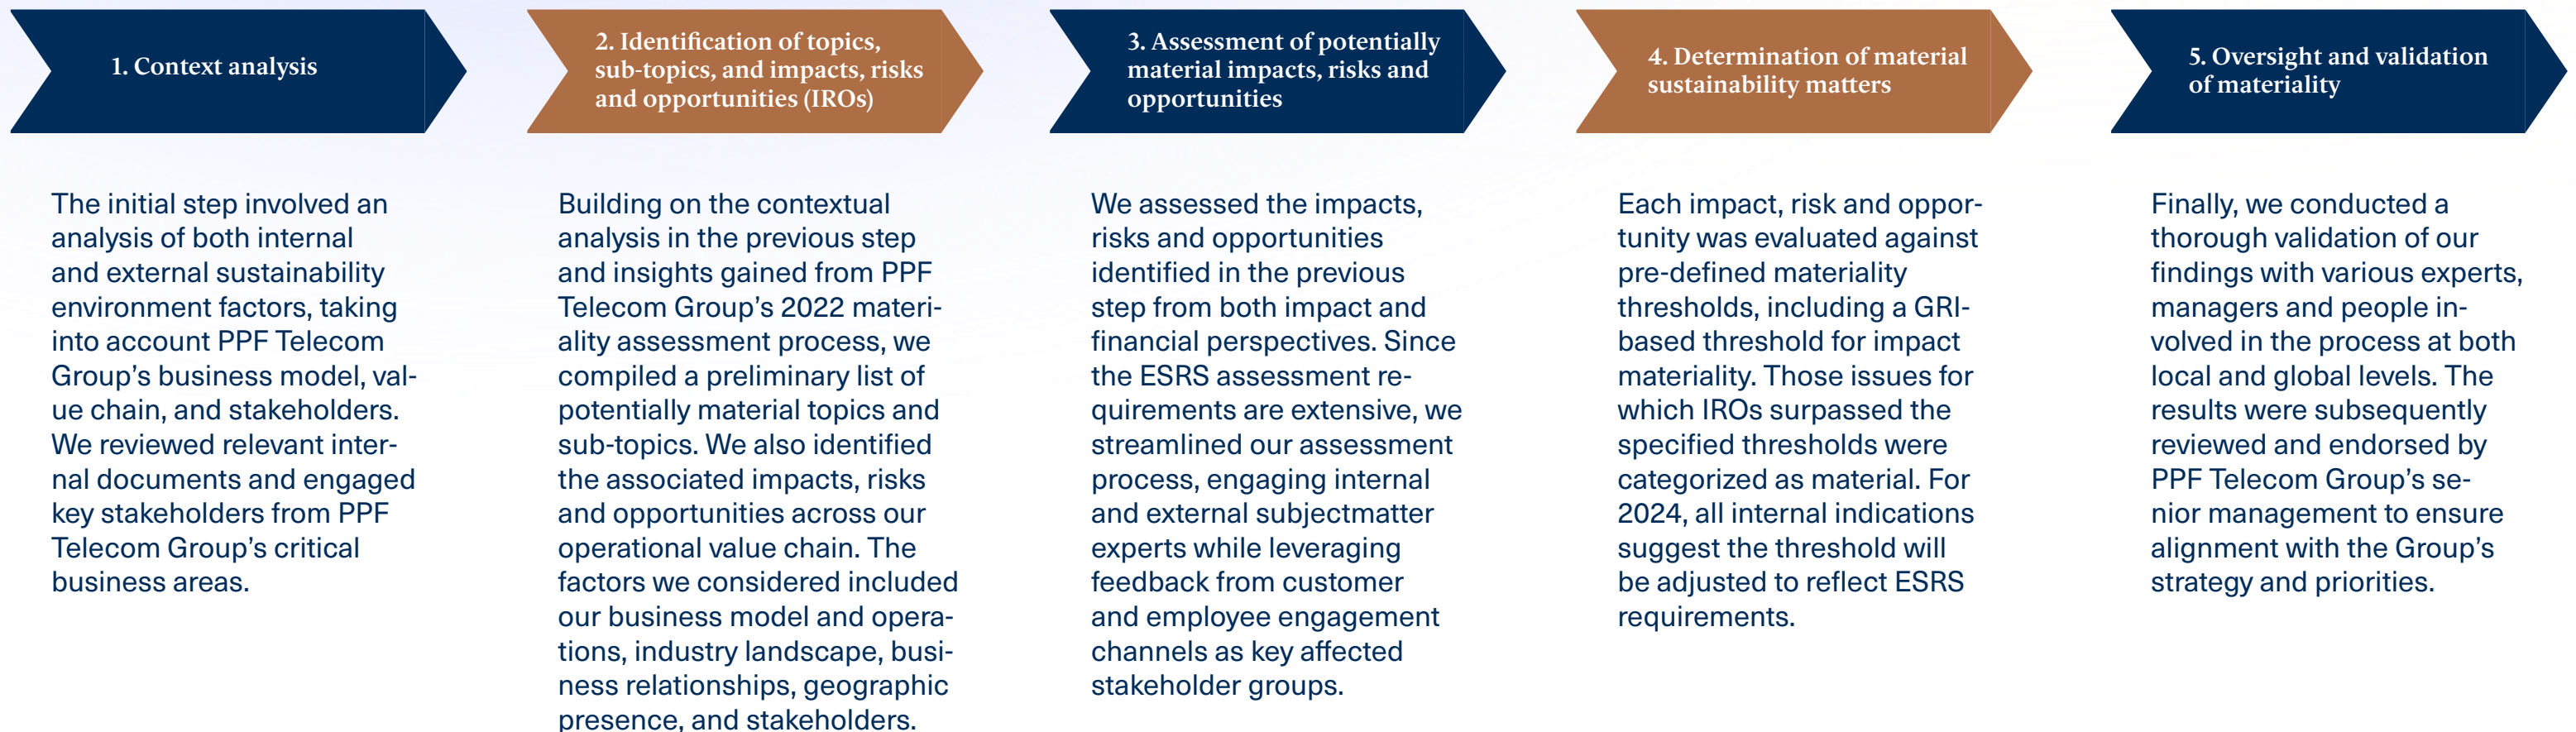 1. Context analysis
The initial step involved an
analysis of both internal
and external sustainability
environment factors, taking
into account PPF Telecom
Group's business model, val-
ue chain, and stakeholders.
We reviewed relevant inter-
nal documents and engaged
key stakeholders from PPF
Telecom Group's critical
business areas.
2. Identification of topics,
sub-topics, and impacts, risks
and opportunities (IROs)
Building on the contextual
analysis in the previous step
and insights gained from PPF
Telecom Group's 2022 materi-
ality assessment process, we
compiled a preliminary list of
potentially material topics and
sub-topics. We also identified
the associated impacts, risks
and opportunities across our
operational value chain. The
factors we considered included
our business model and opera-
tions, industry landscape, busi-
ness relationships, geographic
presence, and stakeholders.
3. Assessment of potentially
material impacts, risks and
opportunities
We assessed the impacts,
risks and opportunities
identified in the previous
step from both impact and
financial perspectives. Since
the ESRS assessment re-
quirements are extensive, we
streamlined our assessment
process, engaging internal
and external subjectmatter
experts while leveraging
feedback from customer
and employee engagement
channels as key affected
stakeholder groups.
4. Determination of material
sustainability matters
Each impact, risk and oppor-
tunity was evaluated against
pre-defined materiality
thresholds, including a GRI-
based threshold for impact
materiality. Those issues for
which IROs surpassed the
specified thresholds were
categorized as material. For
2024, all internal indications
suggest the threshold will
be adjusted to reflect ESRS
requirements.
5. Oversight and validation
of materiality
Finally, we conducted a
thorough validation of our
findings with various experts,
managers and people in-
volved in the process at both
local and global levels. The
results were subsequently
reviewed and endorsed by
PPF Telecom Group's se-
nior management to ensure
alignment with the Group's
strategy and priorities.